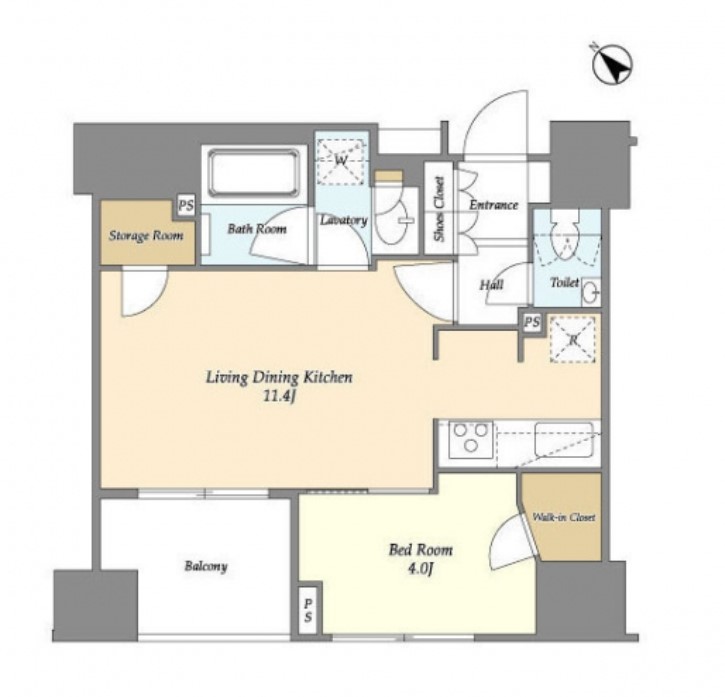 N
W
PS
Storage Room
Bath Room
Lavatory
Shoes Closet
Entrance
Hall
Toilet
PS
R
Living Dining Kitchen
11.4J
Walk-in Closet
Bed Room
4.0J
Balcony
PS